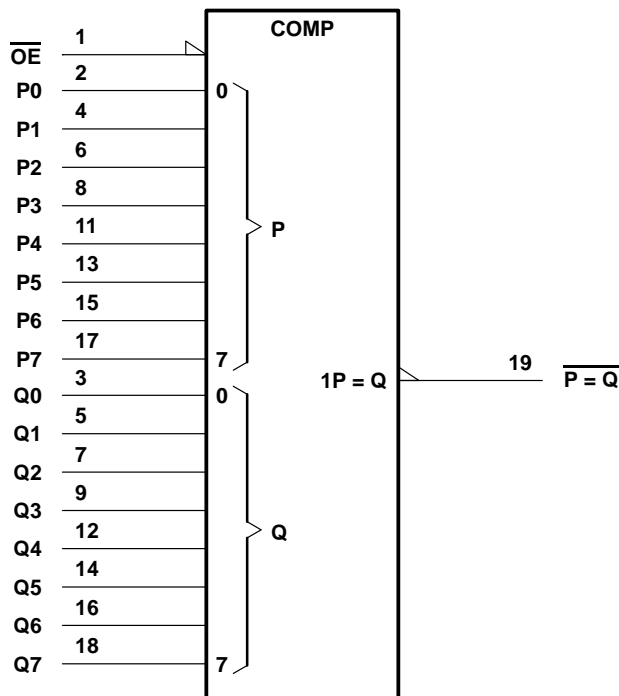 COMP
OE 1
P0 2 0
P1 4
P2 6
P3 8
P4 11 P
P5 13
P6 15
P7 17 7
1P = Q 19 P = Q
Q0 3 0
Q1 5
Q2 7
Q3 9
Q4 12 Q
Q5 14
Q6 16
Q7 18 7